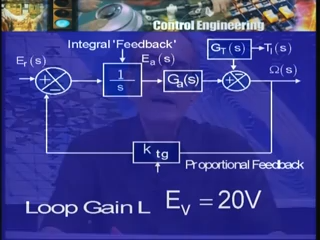 Control Engineering
Integral 'Feedback'
G_T(s) T_l(s)
E_r(s) E_a(s) Ω(s)
+ − 1/s G_a(s) + −
k_tg
Proportional Feedback
Loop Gain L E_V = 20V